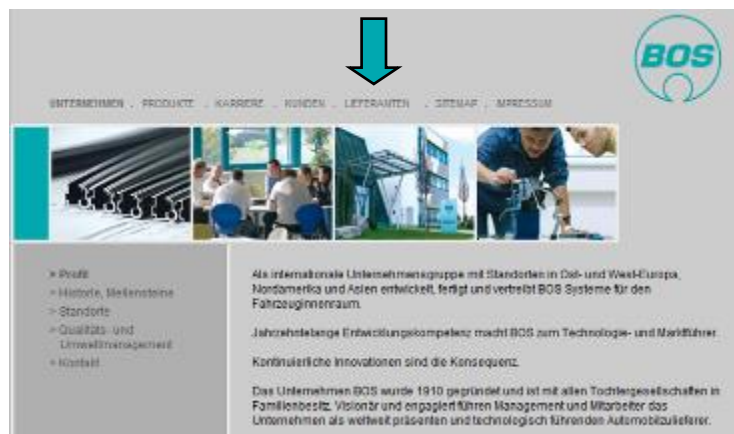 BOS
UNTERNEHMEN . PRODUKTE . KARRIERE . KUNDEN . LIEFERANTEN . SITEMAP . IMPRESSUM
> Profil
> Historie, Meilensteine
> Standorte
> Qualitäts- und
Umweltmanagement
> Kontakt
Als internationale Unternehmensgruppe mit Standorten in Ost- und West-Europa,
Nordamerika und Asien entwickelt, fertigt und vertreibt BOS Systeme für den
Fahrzeuginnenraum.
Jahrzehntelange Entwicklungskompetenz macht BOS zum Technologie- und Marktführer.
Kontinuierliche Innovationen sind die Konsequenz.
Das Unternehmen BOS wurde 1910 gegründet und ist mit allen Tochtergesellschaften in
Familienbesitz. Visionär und engagiert führen Management und Mitarbeiter das
Unternehmen als weltweit präsenten und technologisch führenden Automobilzulieferer.